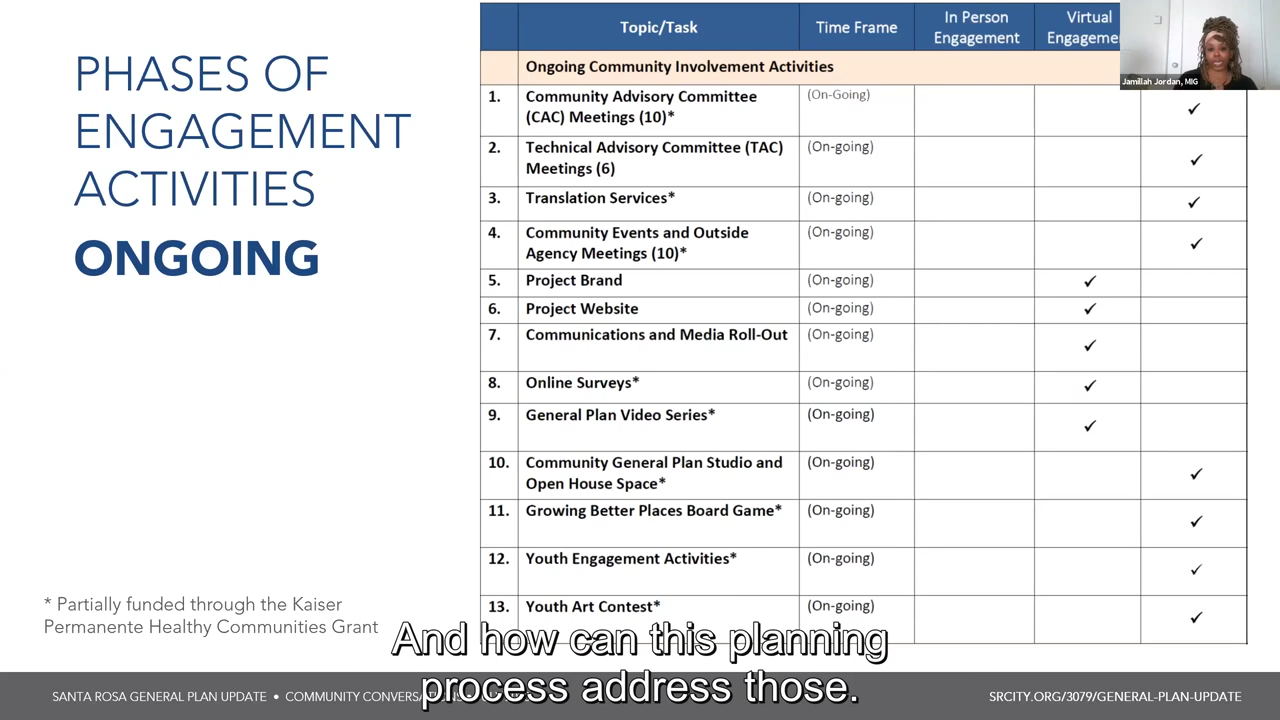 PHASES OF
ENGAGEMENT
ACTIVITIES
ONGOING
* Partially funded through the Kaiser
Permanente Healthy Communities Grant
Topic/Task Time Frame In Person Engagement Virtual
Ongoing Community Involvement Activities
1. Community Advisory Committee (On-Going) ✓
(CAC) Meetings (10)*
2. Technical Advisory Committee (TAC) (On-going) ✓
Meetings (6)
3. Translation Services* (On-going) ✓
4. Community Events and Outside (On-going) ✓
Agency Meetings (10)*
5. Project Brand (On-going) ✓
6. Project Website (On-going) ✓
7. Communications and Media Roll-Out (On-going) ✓
8. Online Surveys* (On-going) ✓
9. General Plan Video Series* (On-going) ✓
10. Community General Plan Studio and (On-going) ✓
Open House Space*
11. Growing Better Places Board Game* (On-going) ✓
12. Youth Engagement Activities* (On-going) ✓
13. Youth Art Contest* (On-going) ✓
Jamillah Jordan, MIG
And how can this planning
process address those.
SANTA ROSA GENERAL PLAN UPDATE • COMMUNITY
SRCITY.ORG/3079/GENERAL-PLAN-UPDATE